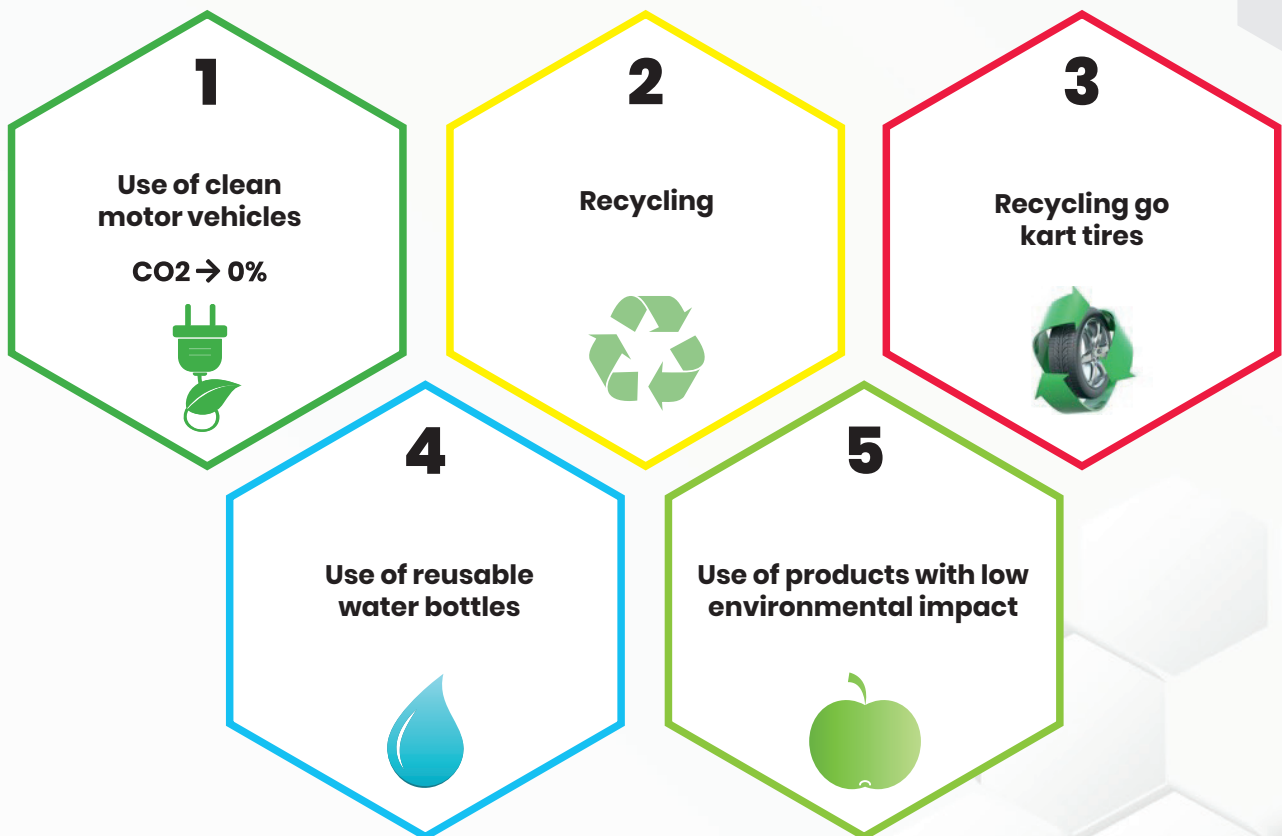 1
Use of clean
motor vehicles
CO2 → 0%
2
Recycling
3
Recycling go
kart tires
4
Use of reusable
water bottles
5
Use of products with low
environmental impact